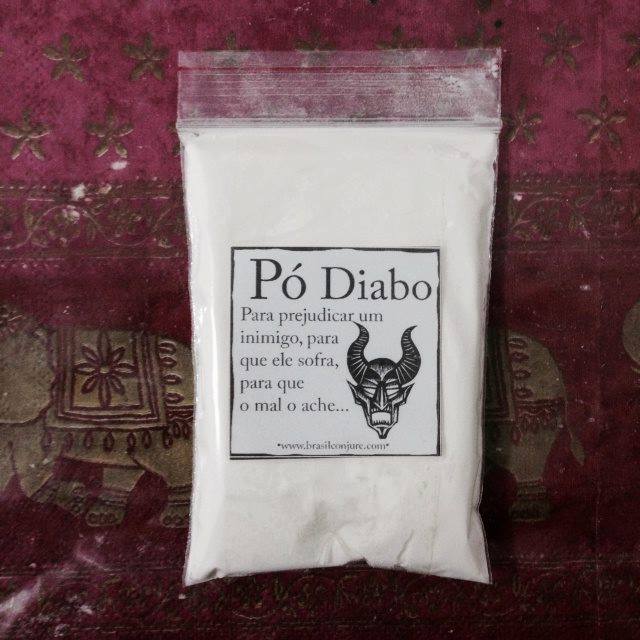 Pó Diabo
Para prejudicar um
inimigo, para
que ele sofra,
para que
o mal o ache...
*www.brasilconjure.com*